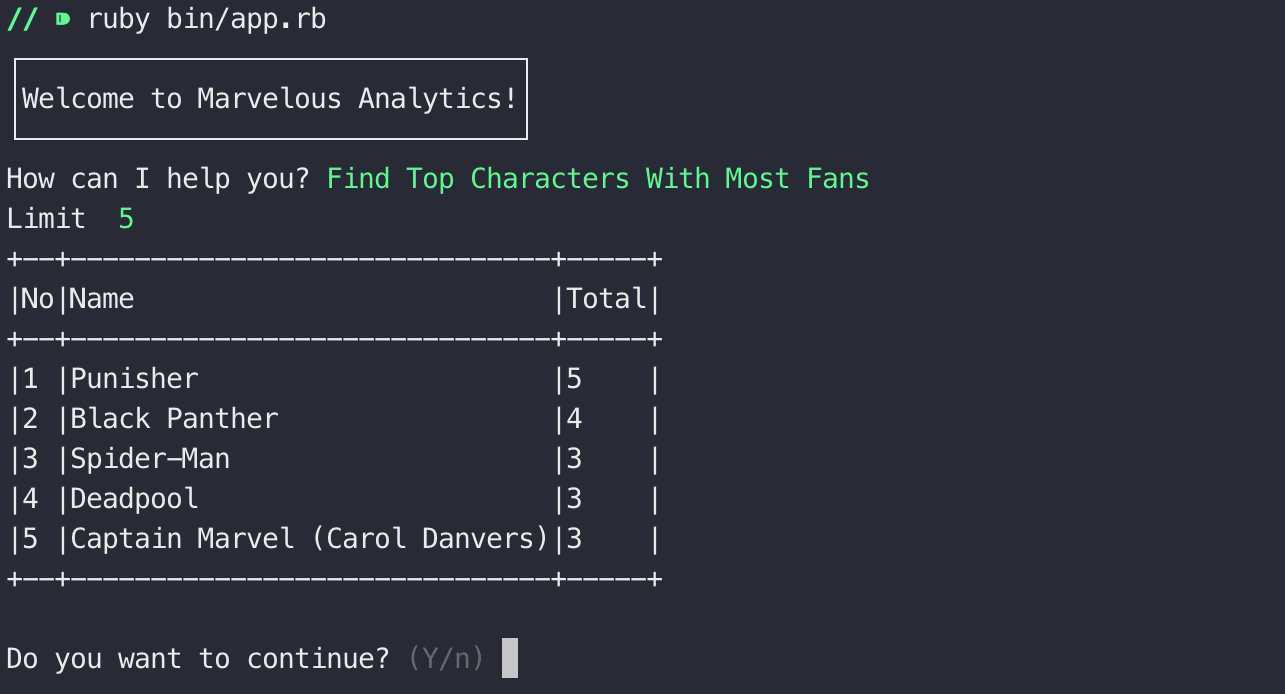 // ruby bin/app.rb
Welcome to Marvelous Analytics!
How can I help you? Find Top Characters With Most Fans
Limit  5
+--+------------------------------+-----+
|No|Name                          |Total|
+--+------------------------------+-----+
|1 |Punisher                      |5    |
|2 |Black Panther                 |4    |
|3 |Spider-Man                    |3    |
|4 |Deadpool                      |3    |
|5 |Captain Marvel (Carol Danvers)|3    |
+--+------------------------------+-----+
Do you want to continue? (Y/n)